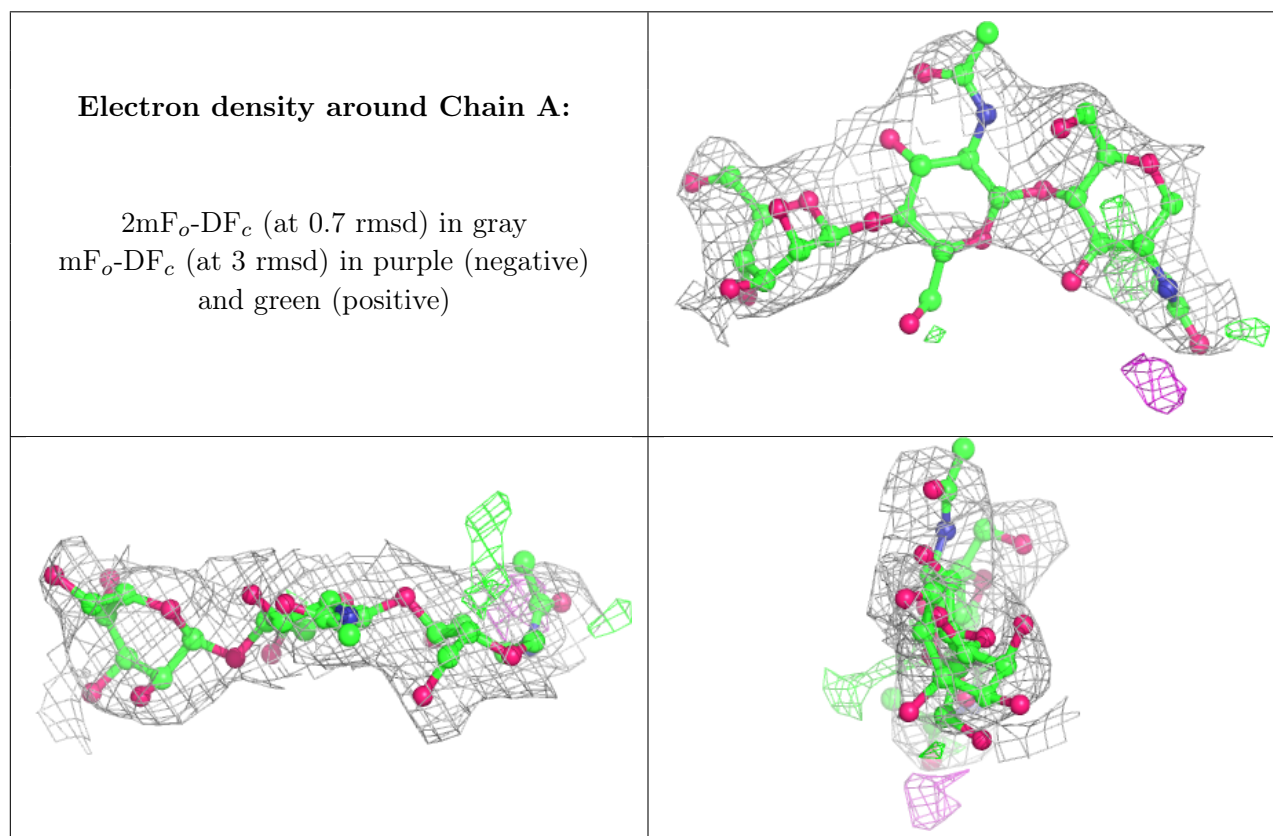 Electron density around Chain A:
2mFo-DFc (at 0.7 rmsd) in gray
mFo-DFc (at 3 rmsd) in purple (negative)
and green (positive)